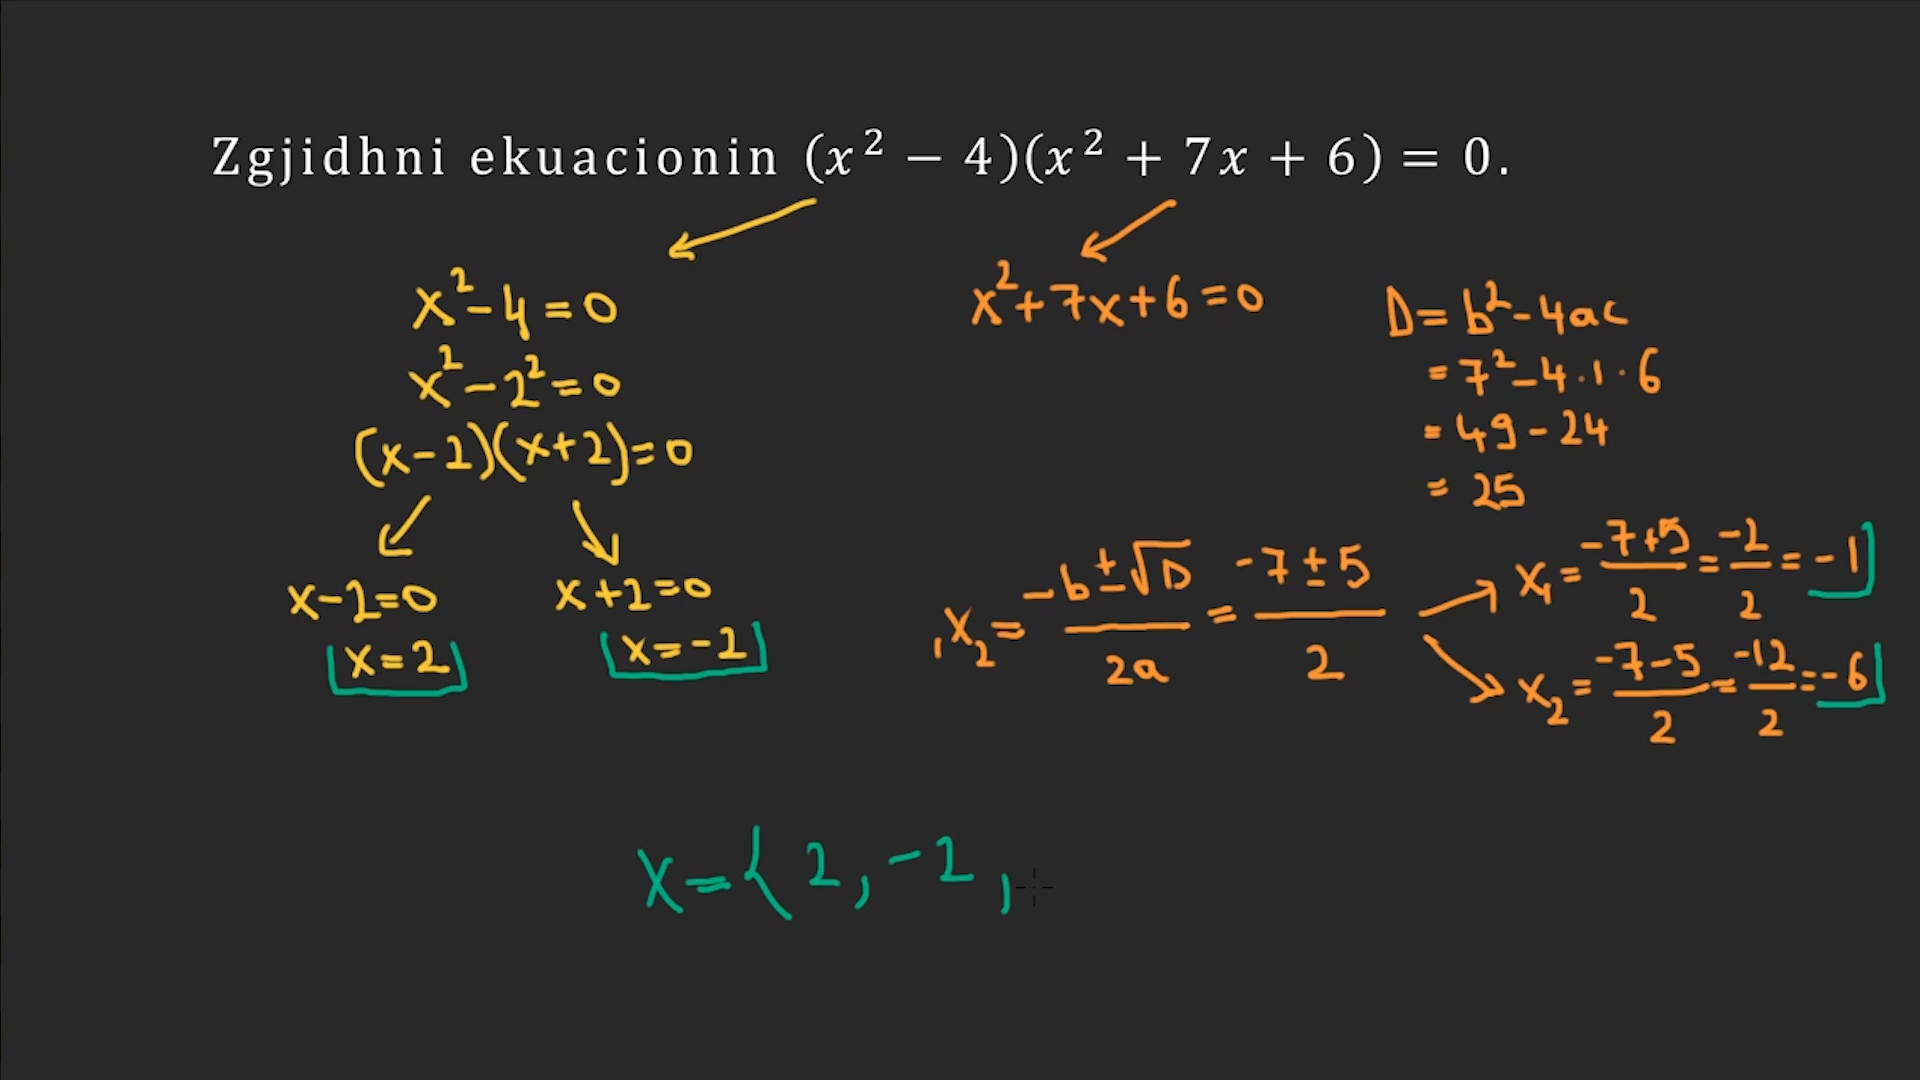 Zgjidhni ekuacionin (x² − 4)(x² + 7x + 6) = 0.
x² − 4 = 0
x² − 2² = 0
(x − 2)(x + 2) = 0
x − 2 = 0
x = 2
x + 2 = 0
x = −2
x² + 7x + 6 = 0
D = b² − 4ac
= 7² − 4 · 1 · 6
= 49 − 24
= 25
₁x₂ = (−b ± √D)/2a = (−7 ± 5)/2
x₁ = (−7 + 5)/2 = −2/2 = −1
x₂ = (−7 − 5)/2 = −12/2 = −6
x = { 2, −2,